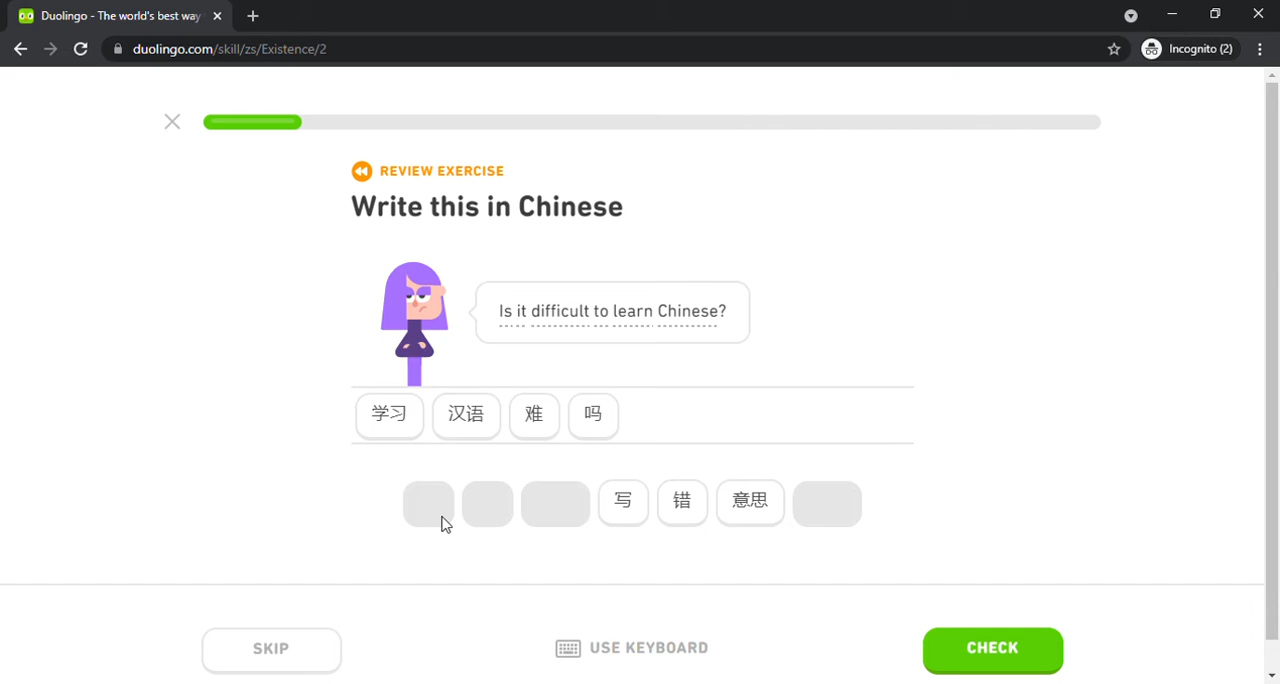 Duolingo - The world's best way
duolingo.com/skill/zs/Existence/2
Incognito (2)
REVIEW EXERCISE
Write this in Chinese
Is it difficult to learn Chinese?
学习 汉语 难 吗
写 错 意思
SKIP
USE KEYBOARD
CHECK